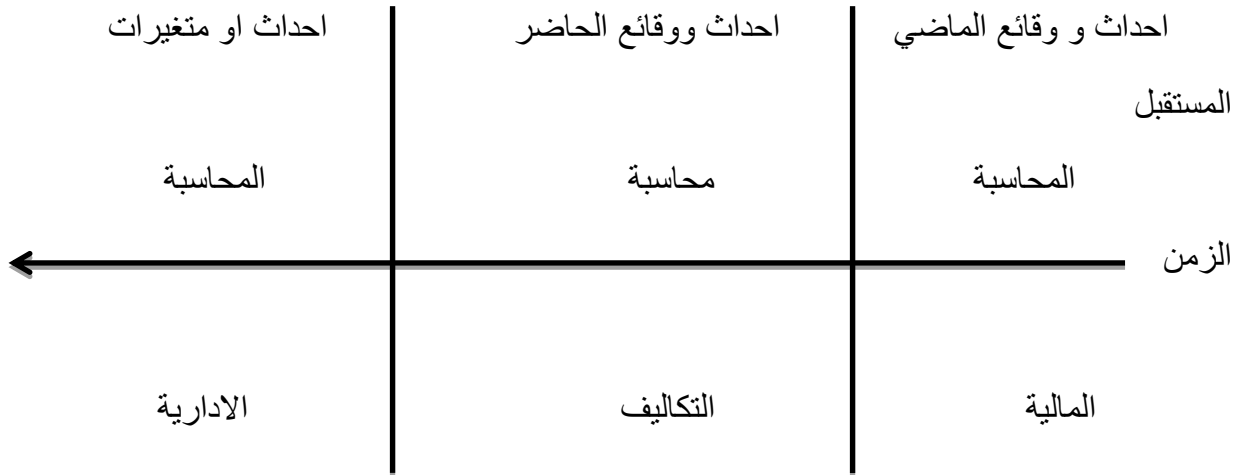 احداث و وقائع الماضي احداث ووقائع الحاضر احداث او متغيرات
المستقبل
المحاسبة محاسبة المحاسبة
الزمن
المالية التكاليف الادارية